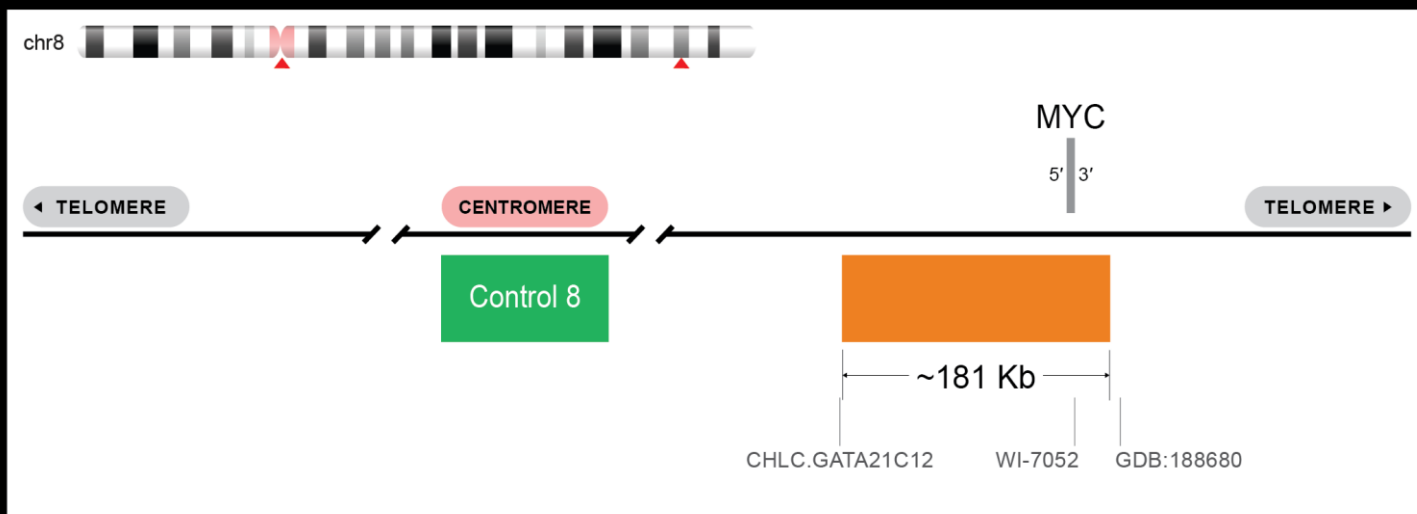 chr8
MYC
5′ 3′
◂ TELOMERE
CENTROMERE
TELOMERE ▸
Control 8
~181 Kb
CHLC.GATA21C12
WI-7052
GDB:188680